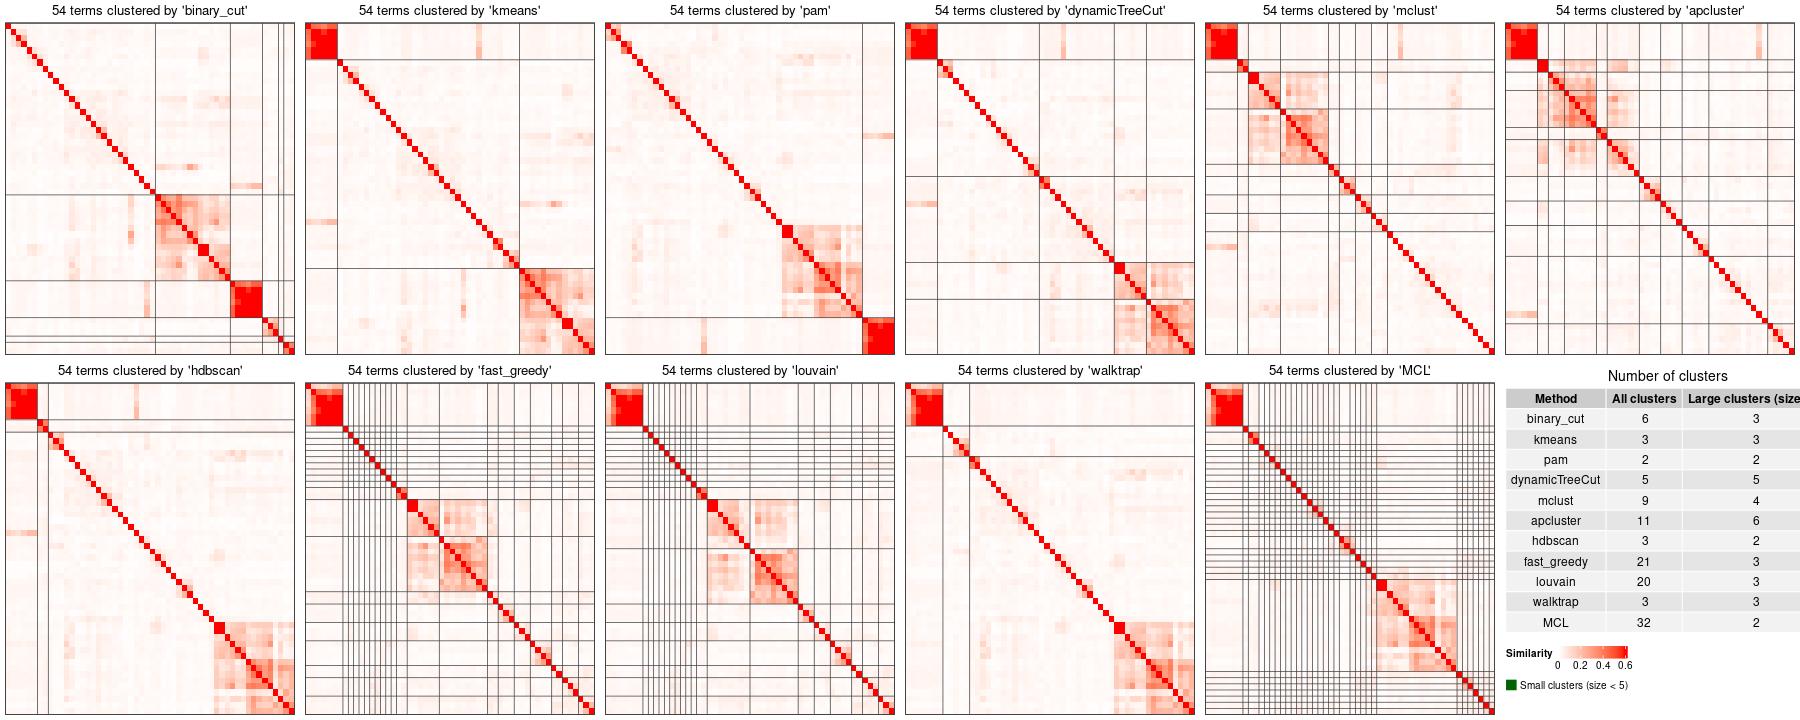 54 terms clustered by 'binary_cut'
54 terms clustered by 'kmeans'
54 terms clustered by 'pam'
54 terms clustered by 'dynamicTreeCut'
54 terms clustered by 'mclust'
54 terms clustered by 'apcluster'
54 terms clustered by 'hdbscan'
54 terms clustered by 'fast_greedy'
54 terms clustered by 'louvain'
54 terms clustered by 'walktrap'
54 terms clustered by 'MCL'
Number of clusters
Method All clusters Large clusters (size
binary_cut 6 3
kmeans 3 3
pam 2 2
dynamicTreeCut 5 5
mclust 9 4
apcluster 11 6
hdbscan 3 2
fast_greedy 21 3
louvain 20 3
walktrap 3 3
MCL 32 2
Similarity
0 0.2 0.4 0.6
Small clusters (size < 5)